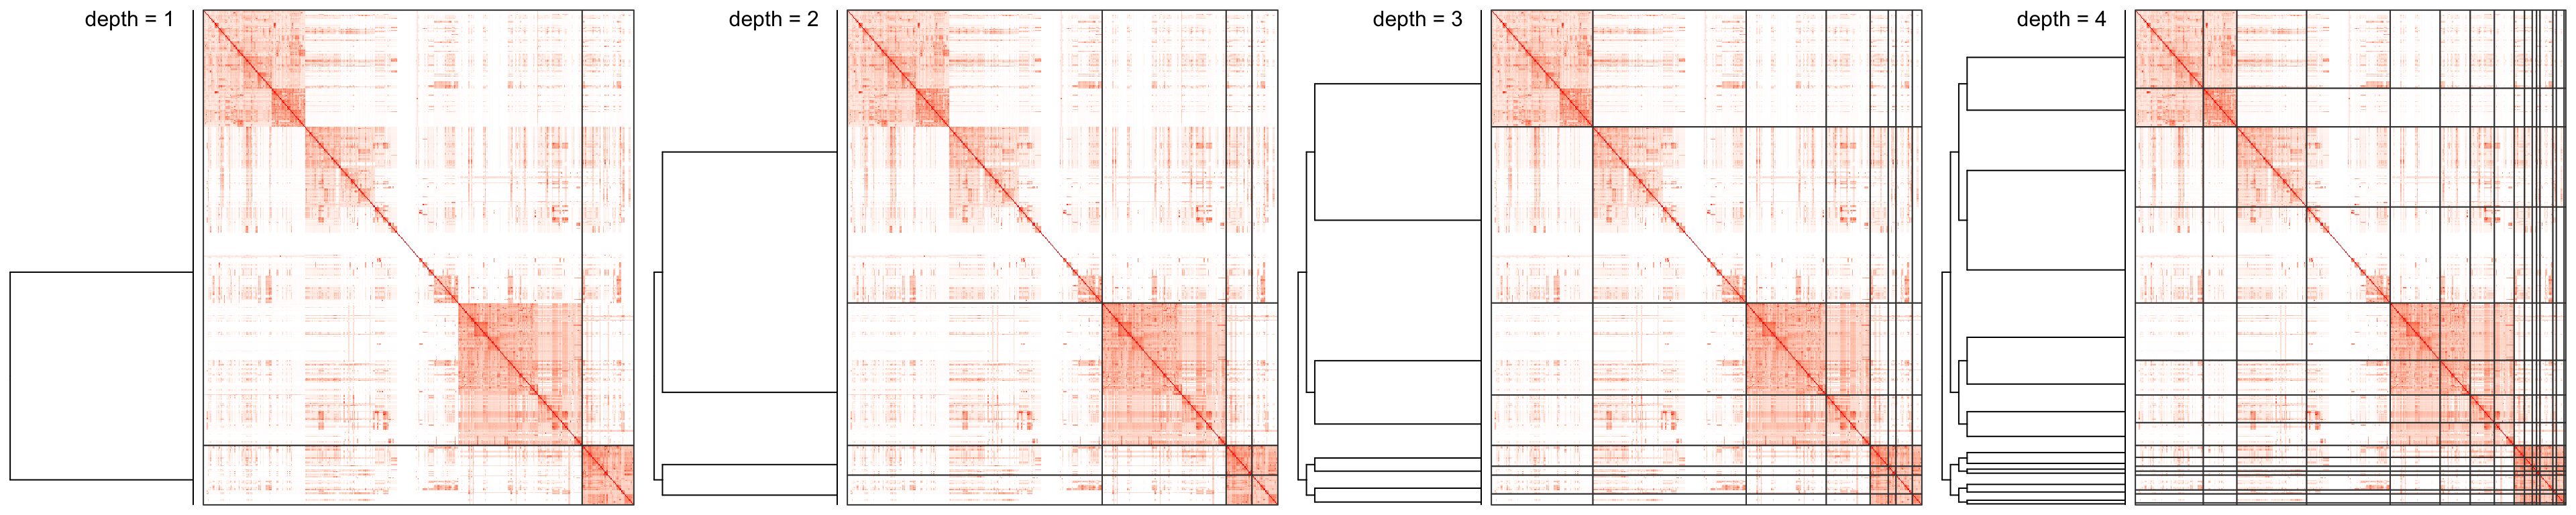 depth = 1
depth = 2
depth = 3
depth = 4